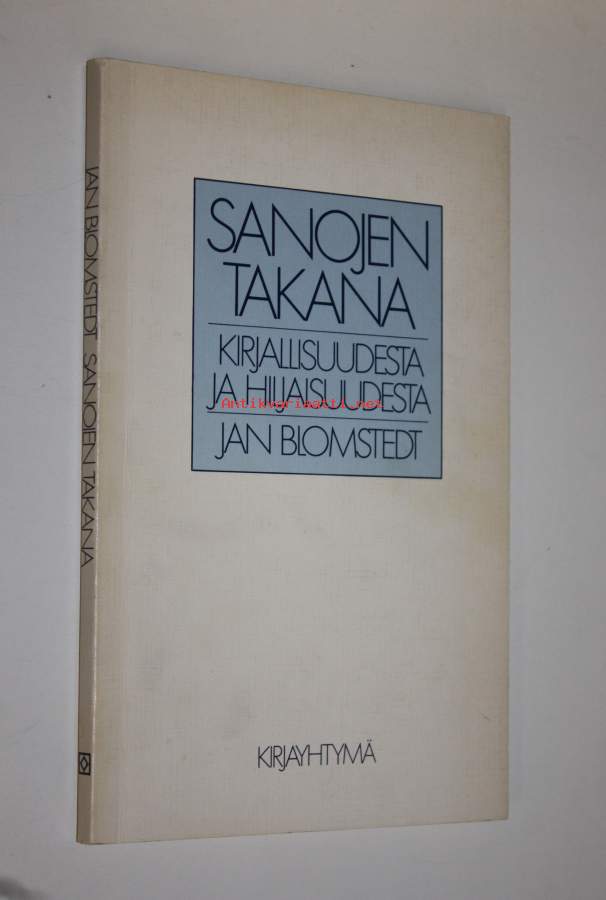 SANOJEN
TAKANA
KIRJALLISUUDESTA
JA HILJAISUUDESTA
Antikvariaatti.net
JAN BLOMSTEDT
KIRJAYHTYMÄ
JAN BLOMSTEDT SANOJEN TAKANA